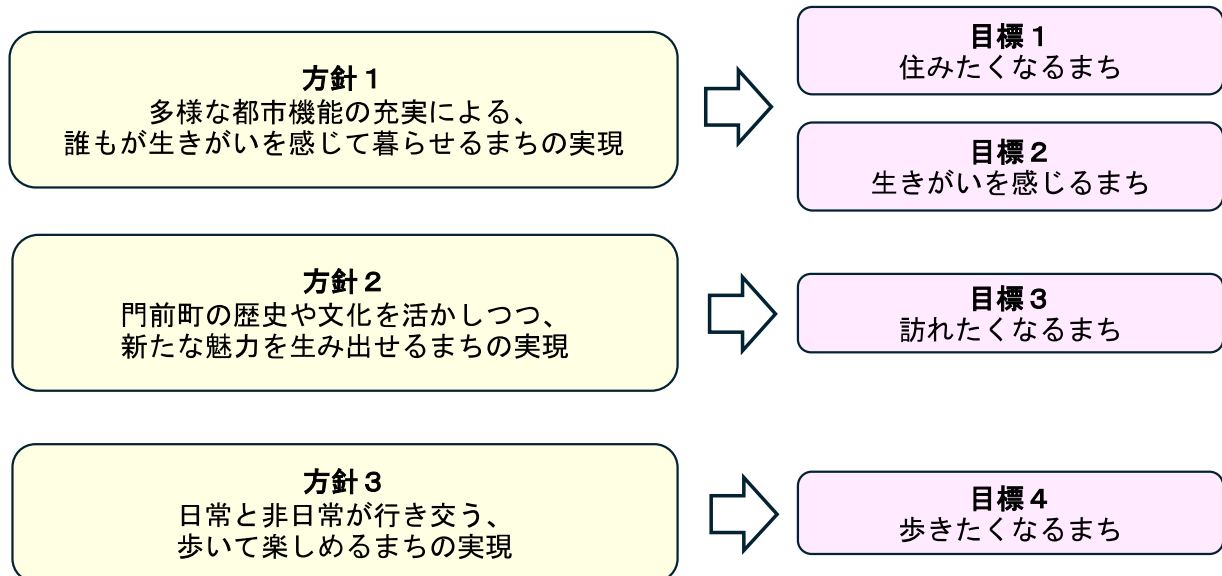 方針１
多様な都市機能の充実による、
誰もが生きがいを感じて暮らせるまちの実現
目標１
住みたくなるまち
目標２
生きがいを感じるまち
方針２
門前町の歴史や文化を活かしつつ、
新たな魅力を生み出せるまちの実現
目標３
訪れたくなるまち
方針３
日常と非日常が行き交う、
歩いて楽しめるまちの実現
目標４
歩きたくなるまち